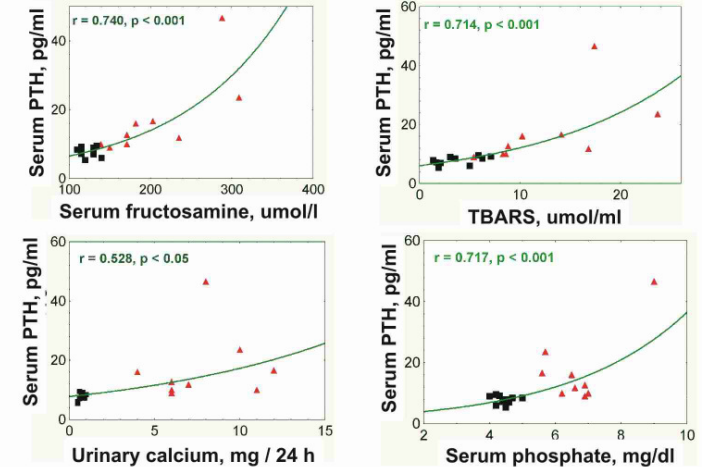 r = 0.740, p < 0.001
Serum PTH, pg/ml
40
20
0
100
200
300
400
Serum fructosamine, umol/l
r = 0.714, p < 0.001
Serum PTH, pg/ml
60
40
20
0
0
10
20
TBARS, umol/ml
r = 0.528, p < 0.05
Serum PTH, pg/ml
60
40
20
0
0
5
10
15
Urinary calcium, mg / 24 h
r = 0.717, p < 0.001
Serum PTH, pg/ml
60
40
20
0
2
4
6
8
10
Serum phosphate, mg/dl